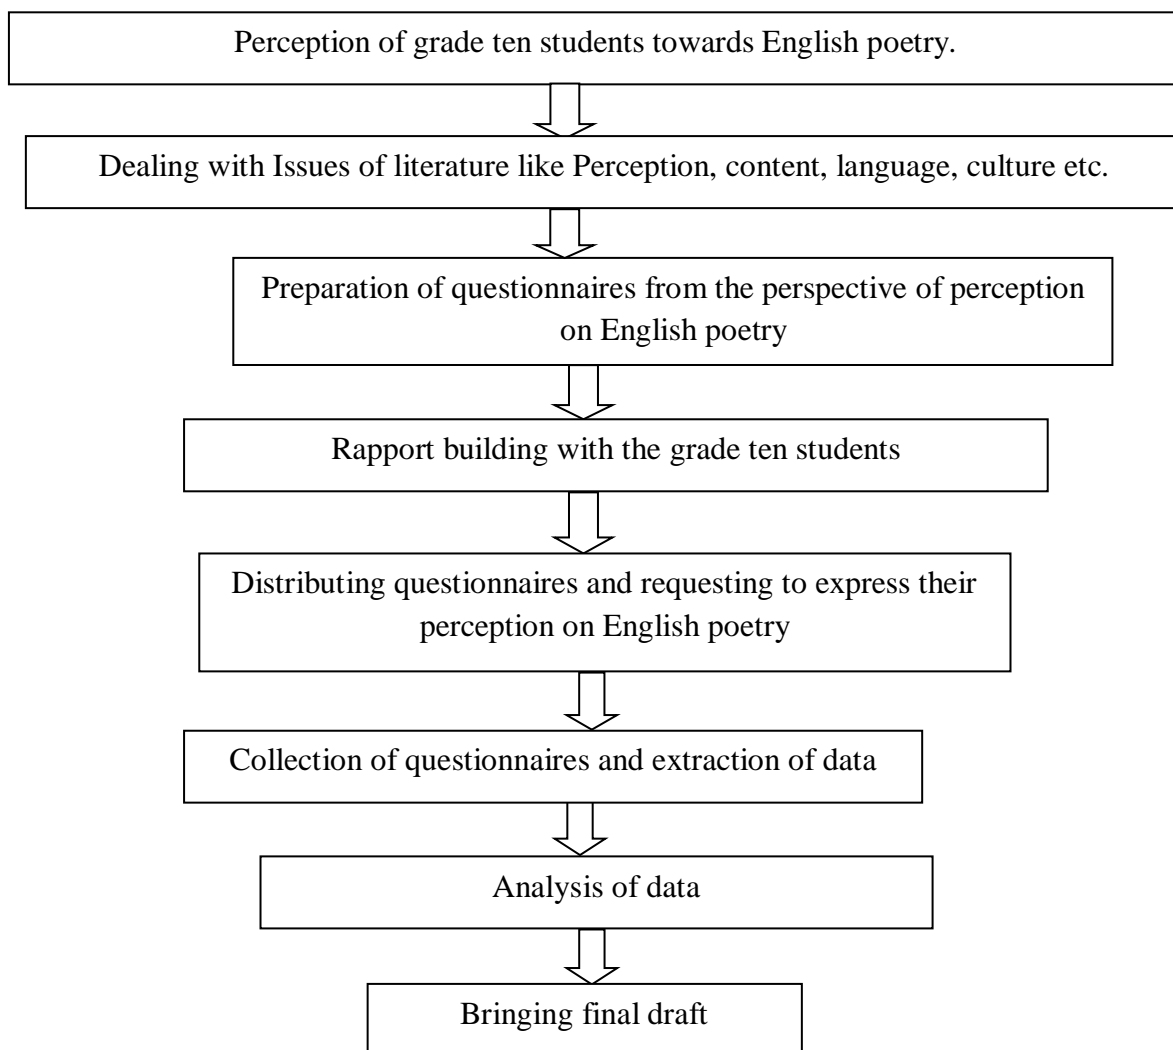 Perception of grade ten students towards English poetry.
Dealing with Issues of literature like Perception, content, language, culture etc.
Preparation of questionnaires from the perspective of perception
on English poetry
Rapport building with the grade ten students
Distributing questionnaires and requesting to express their
perception on English poetry
Collection of questionnaires and extraction of data
Analysis of data
Bringing final draft